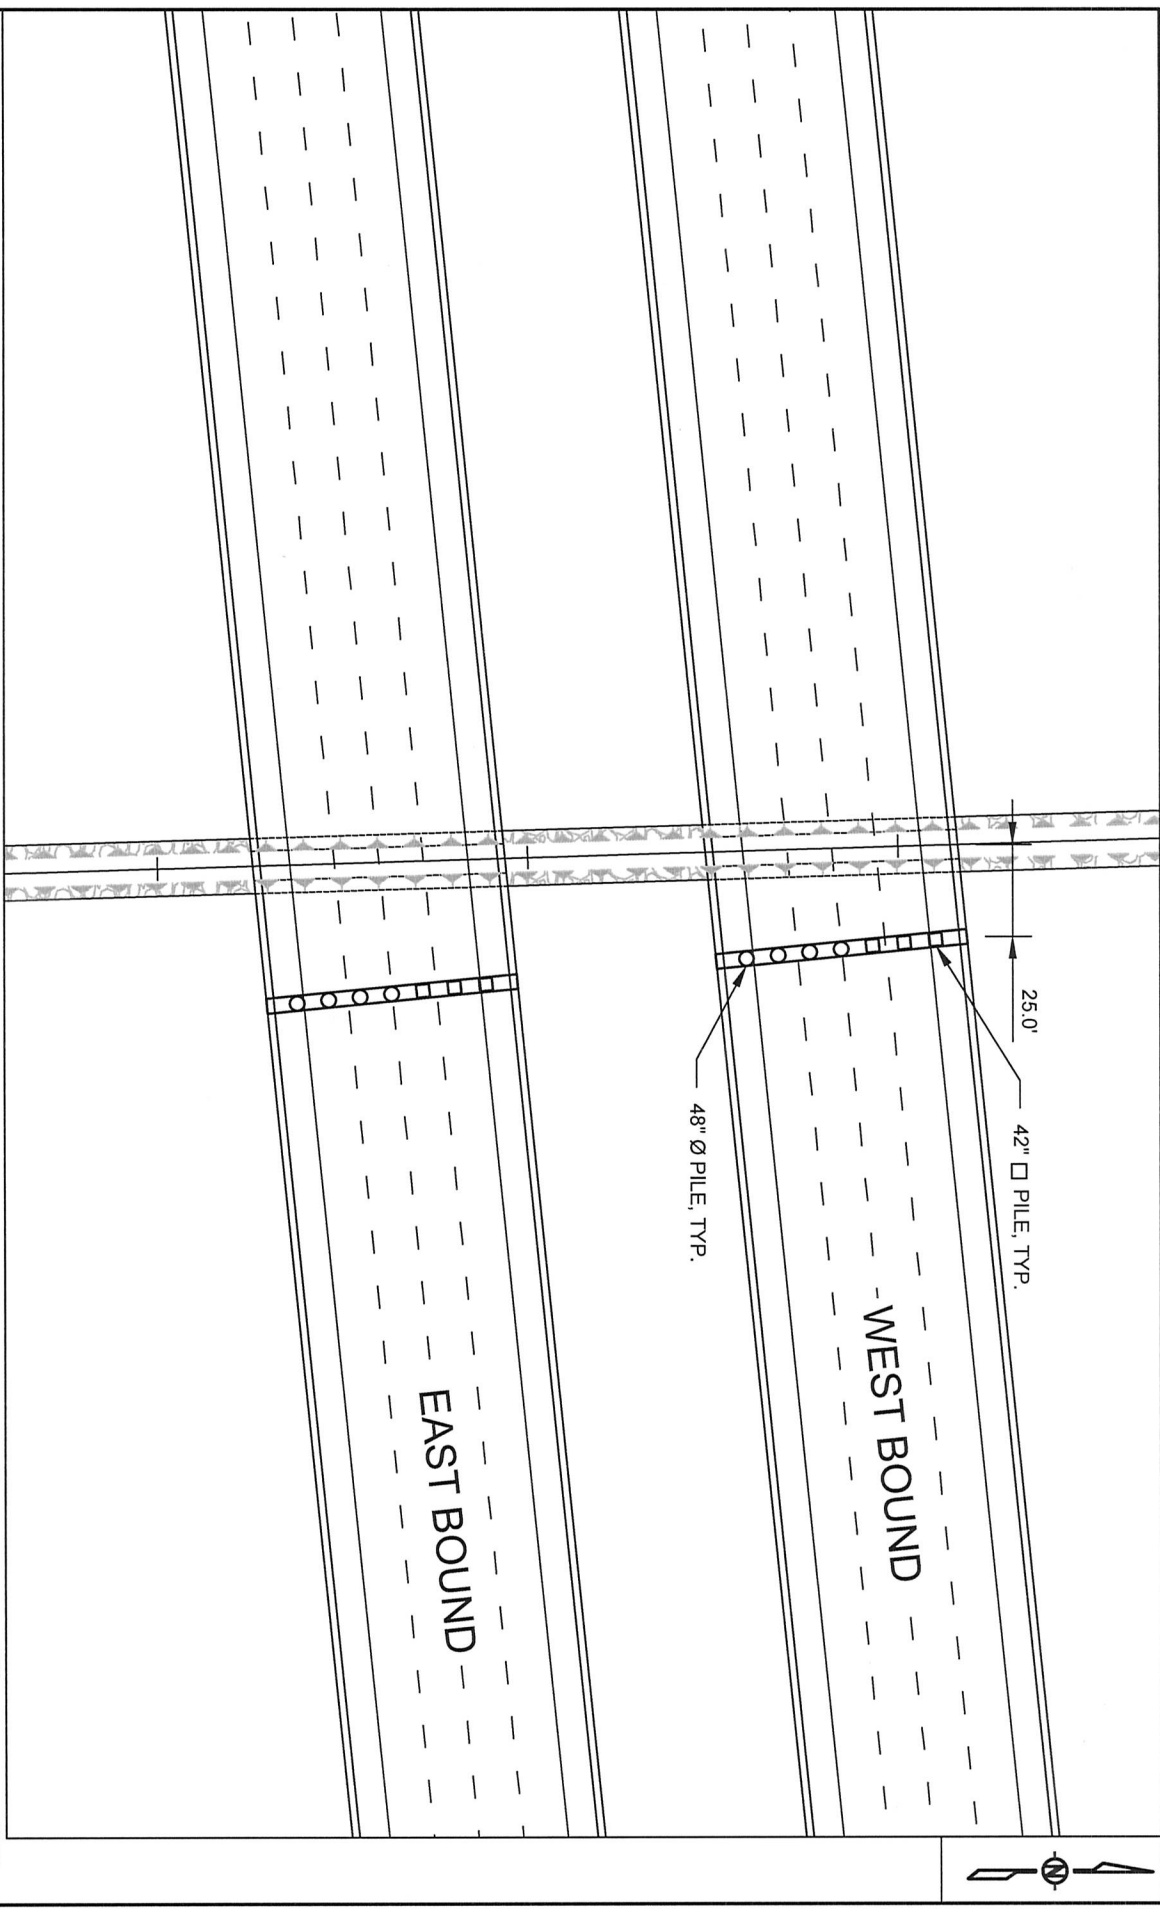 25.0'
42" □ PILE, TYP.
48" Ø PILE, TYP.
WEST BOUND
EAST BOUND
N